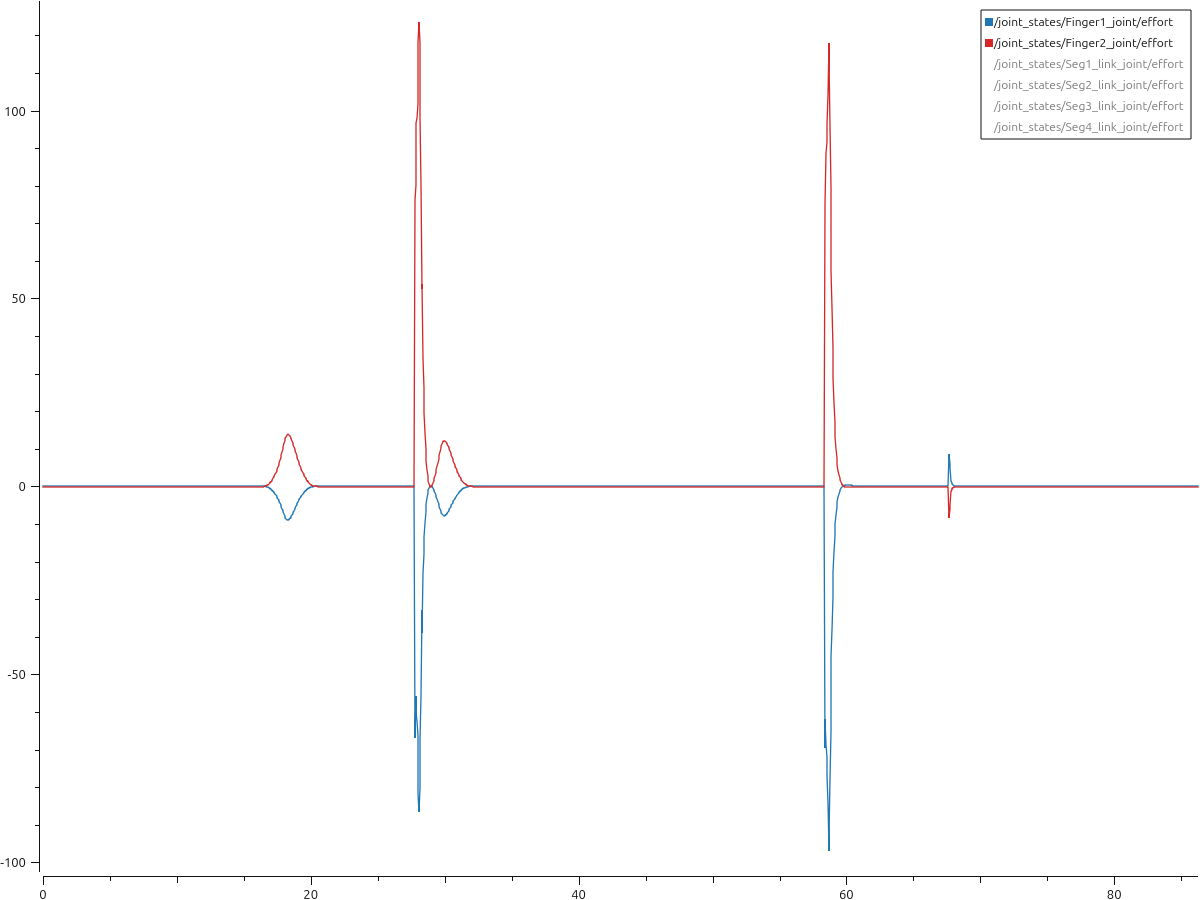 /joint_states/Finger1_joint/effort
/joint_states/Finger2_joint/effort
/joint_states/Seg1_link_joint/effort
/joint_states/Seg2_link_joint/effort
/joint_states/Seg3_link_joint/effort
/joint_states/Seg4_link_joint/effort
100
50
0
-50
-100
0 20 40 60 80